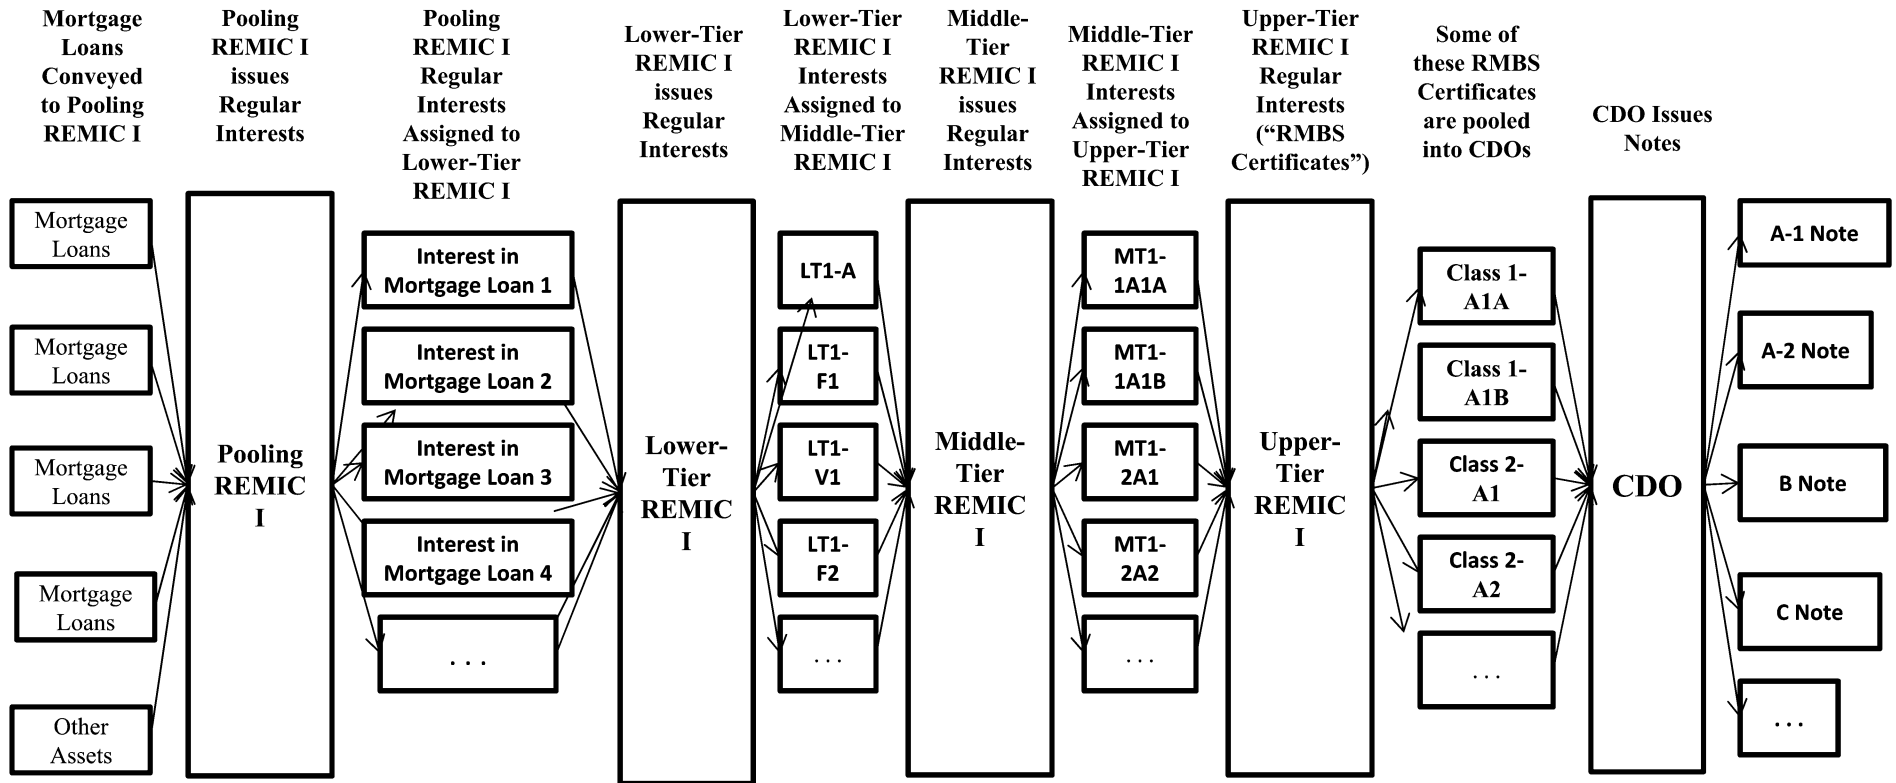 Mortgage
Loans
Conveyed
to Pooling
REMIC I
Pooling
REMIC I
issues
Regular
Interests
Pooling
REMIC I
Regular
Interests
Assigned to
Lower-Tier
REMIC I
Lower-Tier
REMIC I
issues
Regular
Interests
Lower-Tier
REMIC I
Interests
Assigned to
Middle-Tier
REMIC I
Middle-
Tier
REMIC I
issues
Regular
Interests
Middle-Tier
REMIC I
Interests
Assigned to
Upper-Tier
REMIC I
Upper-Tier
REMIC I
Regular
Interests
(“RMBS
Certificates”)
Some of
these RMBS
Certificates
are pooled
into CDOs
CDO Issues
Notes
Mortgage
Loans
Mortgage
Loans
Mortgage
Loans
Mortgage
Loans
Other
Assets
Pooling
REMIC
I
Interest in
Mortgage Loan 1
Interest in
Mortgage Loan 2
Interest in
Mortgage Loan 3
Interest in
Mortgage Loan 4
. . .
Lower-
Tier
REMIC
I
LT1-A
LT1-
F1
LT1-
V1
LT1-
F2
. . .
Middle-
Tier
REMIC
I
MT1-
1A1A
MT1-
1A1B
MT1-
2A1
MT1-
2A2
. . .
Upper-
Tier
REMIC
I
Class 1-
A1A
Class 1-
A1B
Class 2-
A1
Class 2-
A2
. . .
CDO
A-1 Note
A-2 Note
B Note
C Note
. . .